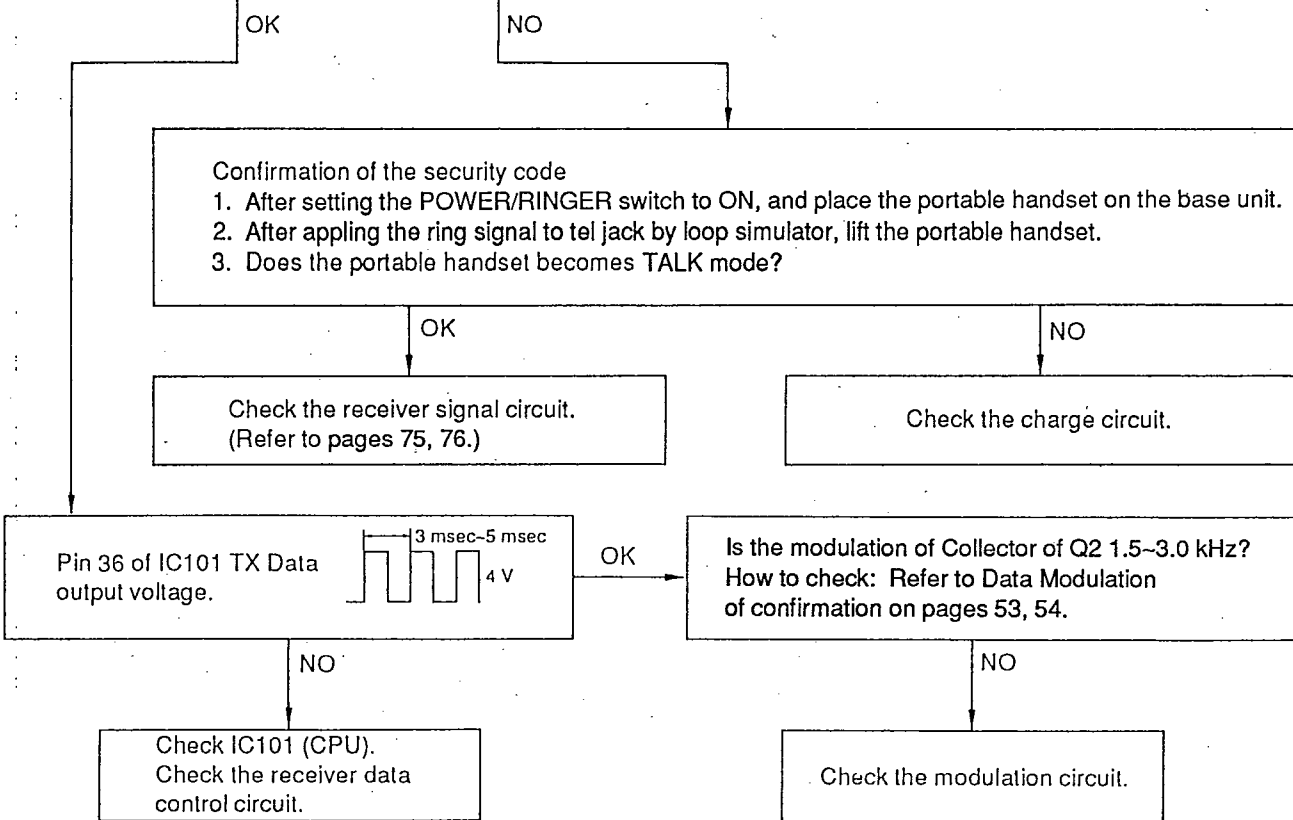 OK
NO
Confirmation of the security code
1. After setting the POWER/RINGER switch to ON, and place the portable handset on the base unit.
2. After appling the ring signal to tel jack by loop simulator, lift the portable handset.
3. Does the portable handset becomes TALK mode?
OK
NO
Check the receiver signal circuit.
(Refer to pages 75, 76.)
Check the charge circuit.
Pin 36 of IC101 TX Data
output voltage.
3 msec~5 msec
4 V
OK
Is the modulation of Collector of Q2 1.5~3.0 kHz?
How to check: Refer to Data Modulation
of confirmation on pages 53, 54.
NO
NO
Check IC101 (CPU).
Check the receiver data
control circuit.
Check the modulation circuit.